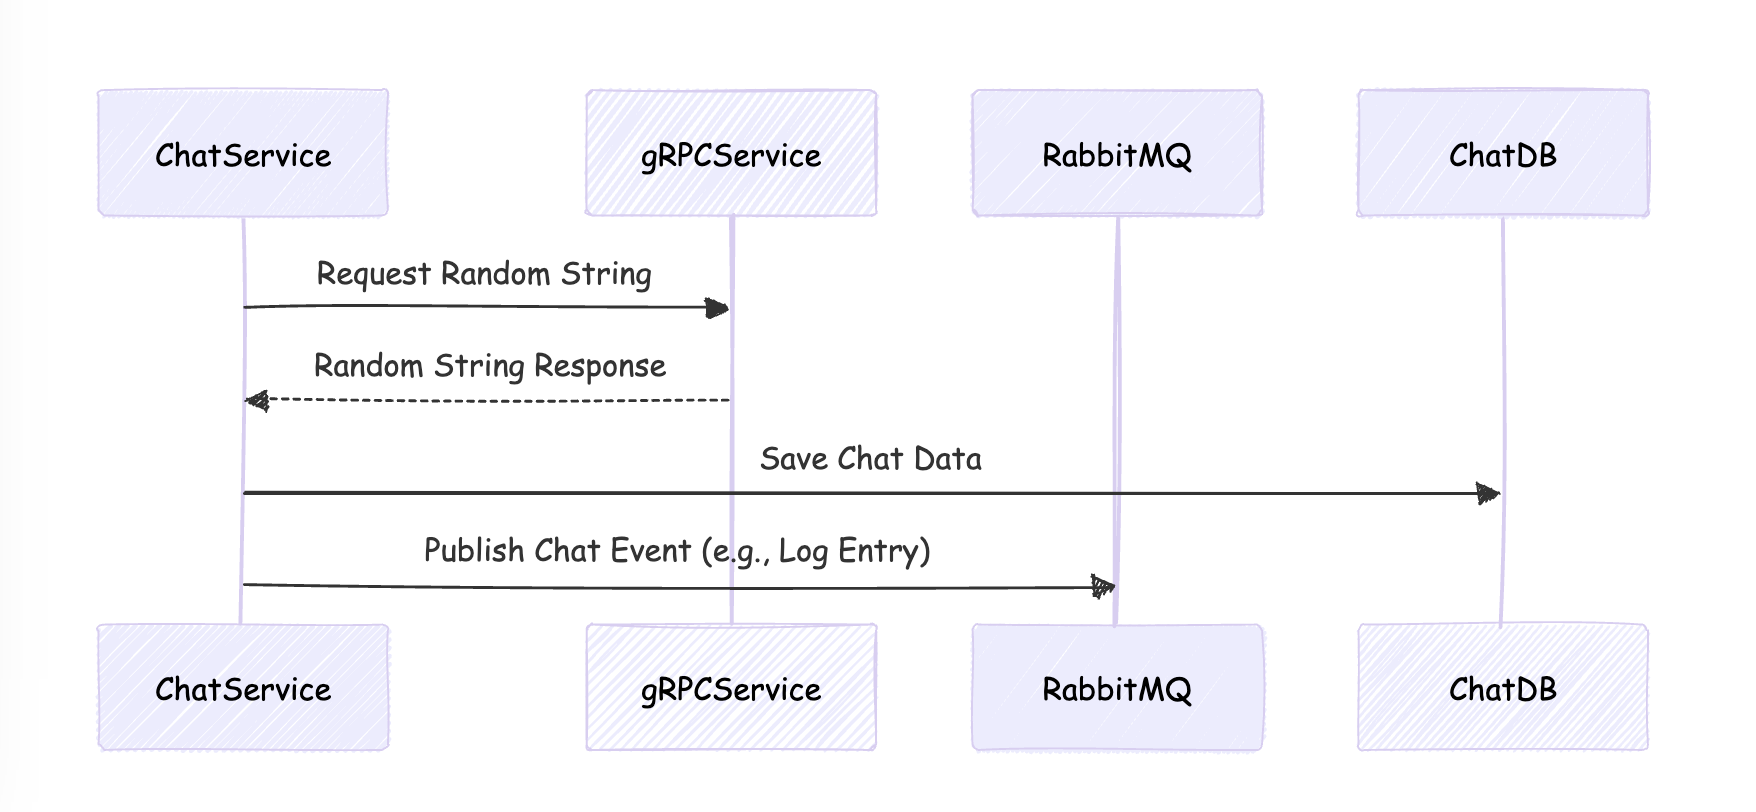 ChatService
gRPCService
RabbitMQ
ChatDB
Request Random String
Random String Response
Save Chat Data
Publish Chat Event (e.g., Log Entry)
ChatService
gRPCService
RabbitMQ
ChatDB